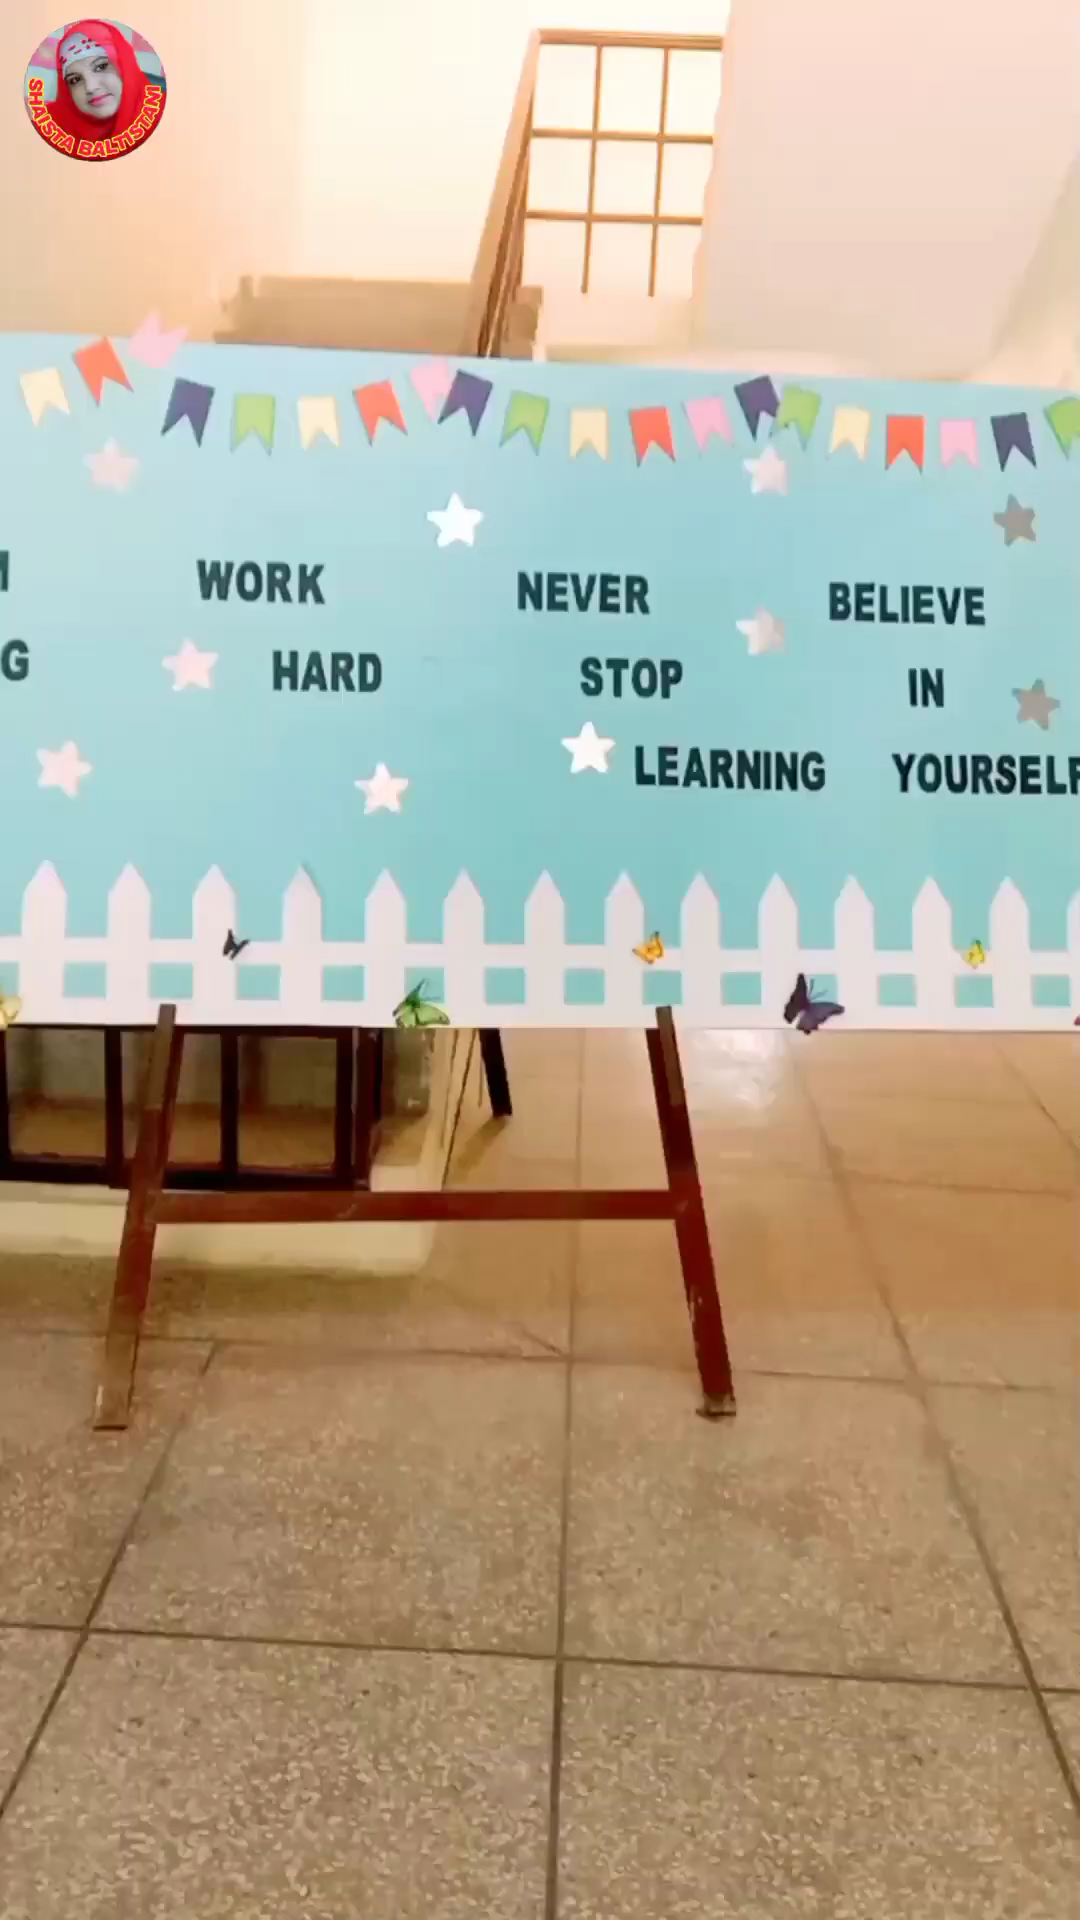 SHAISTA BALTISTANI
WORK
HARD
NEVER
STOP
LEARNING
BELIEVE
IN
YOURSELF